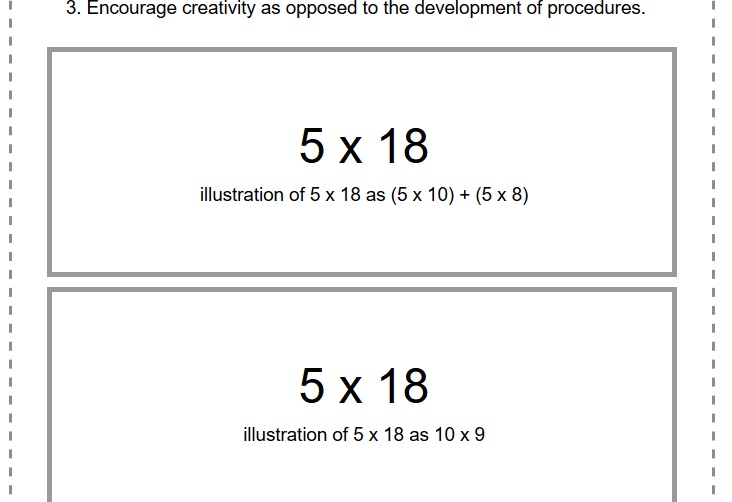 3. Encourage creativity as opposed to the development of procedures.
5 x 18
illustration of 5 x 18 as (5 x 10) + (5 x 8)
5 x 18
illustration of 5 x 18 as 10 x 9